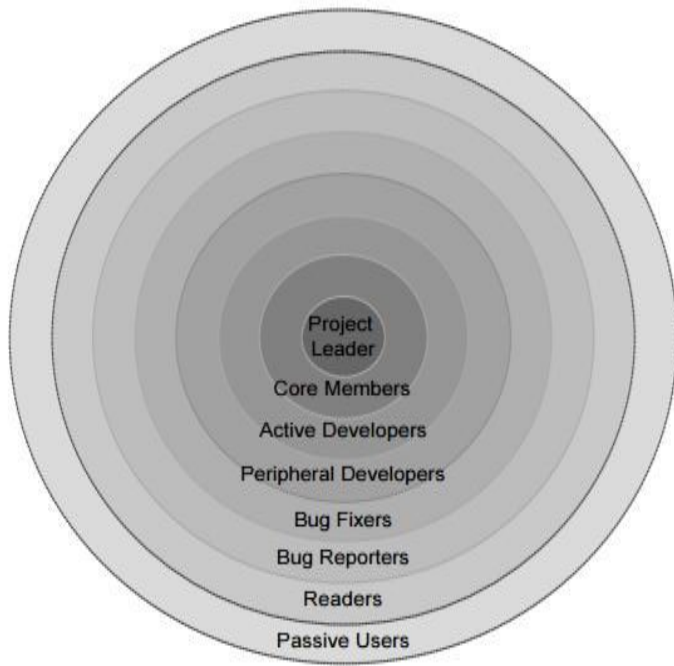 Project
Leader
Core Members
Active Developers
Peripheral Developers
Bug Fixers
Bug Reporters
Readers
Passive Users